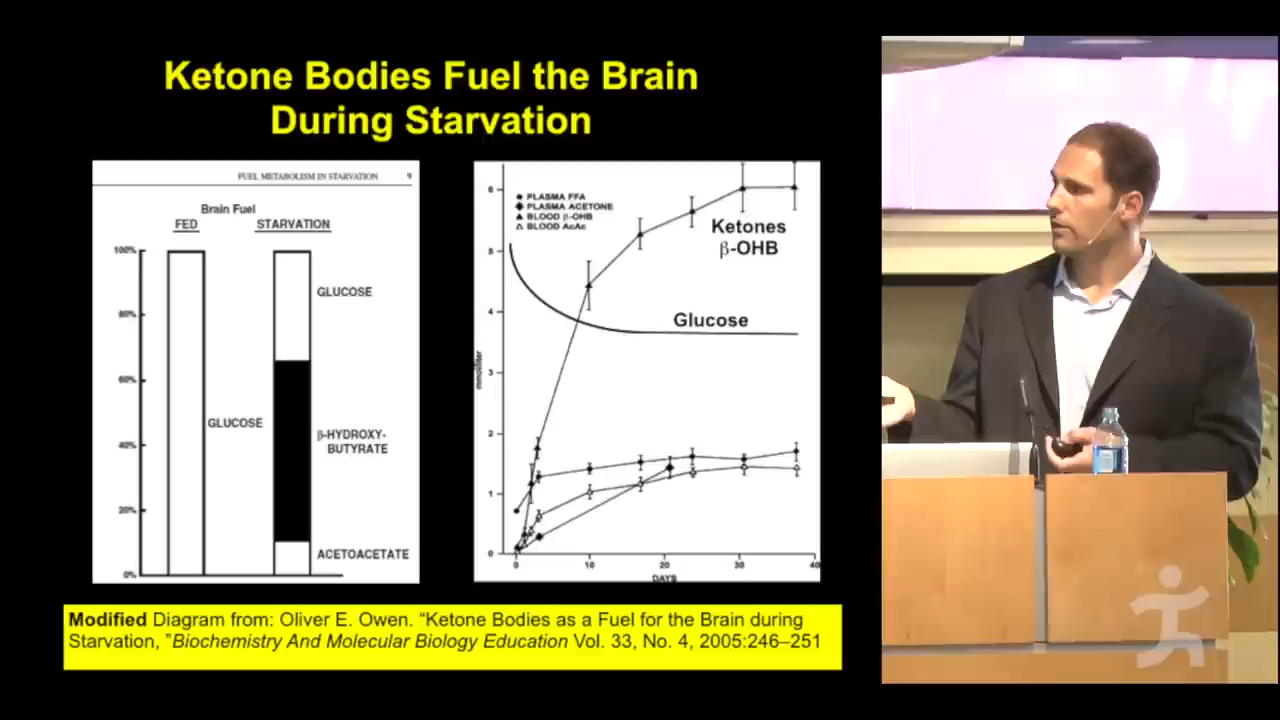 Ketone Bodies Fuel the Brain
During Starvation
FUEL METABOLISM IN STARVATION 9
Brain Fuel
FED STARVATION
100%
80%
60%
40%
20%
0%
GLUCOSE
GLUCOSE
β-HYDROXY-
BUTYRATE
ACETOACETATE
PLASMA FFA
PLASMA ACETONE
BLOOD β-OHB
BLOOD AcAc
Ketones
β-OHB
Glucose
mmol/liter
6
5
4
3
2
1
0
0 10 20 30 40
DAYS
Modified Diagram from: Oliver E. Owen. “Ketone Bodies as a Fuel for the Brain during
Starvation, ”Biochemistry And Molecular Biology Education Vol. 33, No. 4, 2005:246–251